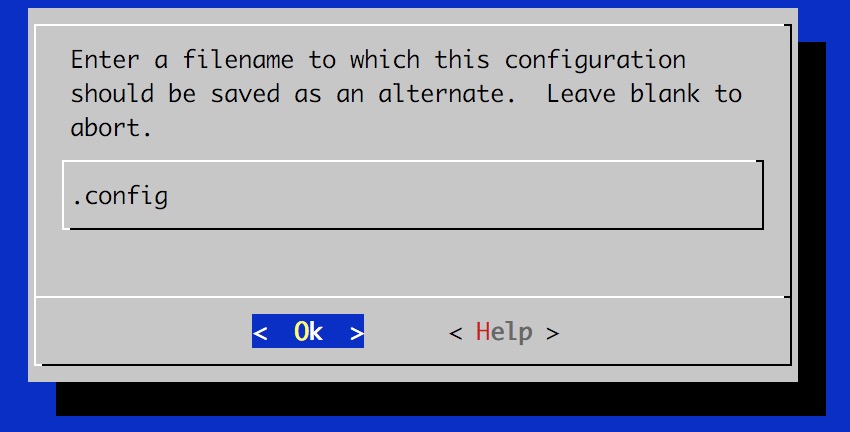 Enter a filename to which this configuration
should be saved as an alternate.  Leave blank to
abort.
.config
<  Ok  > < Help >